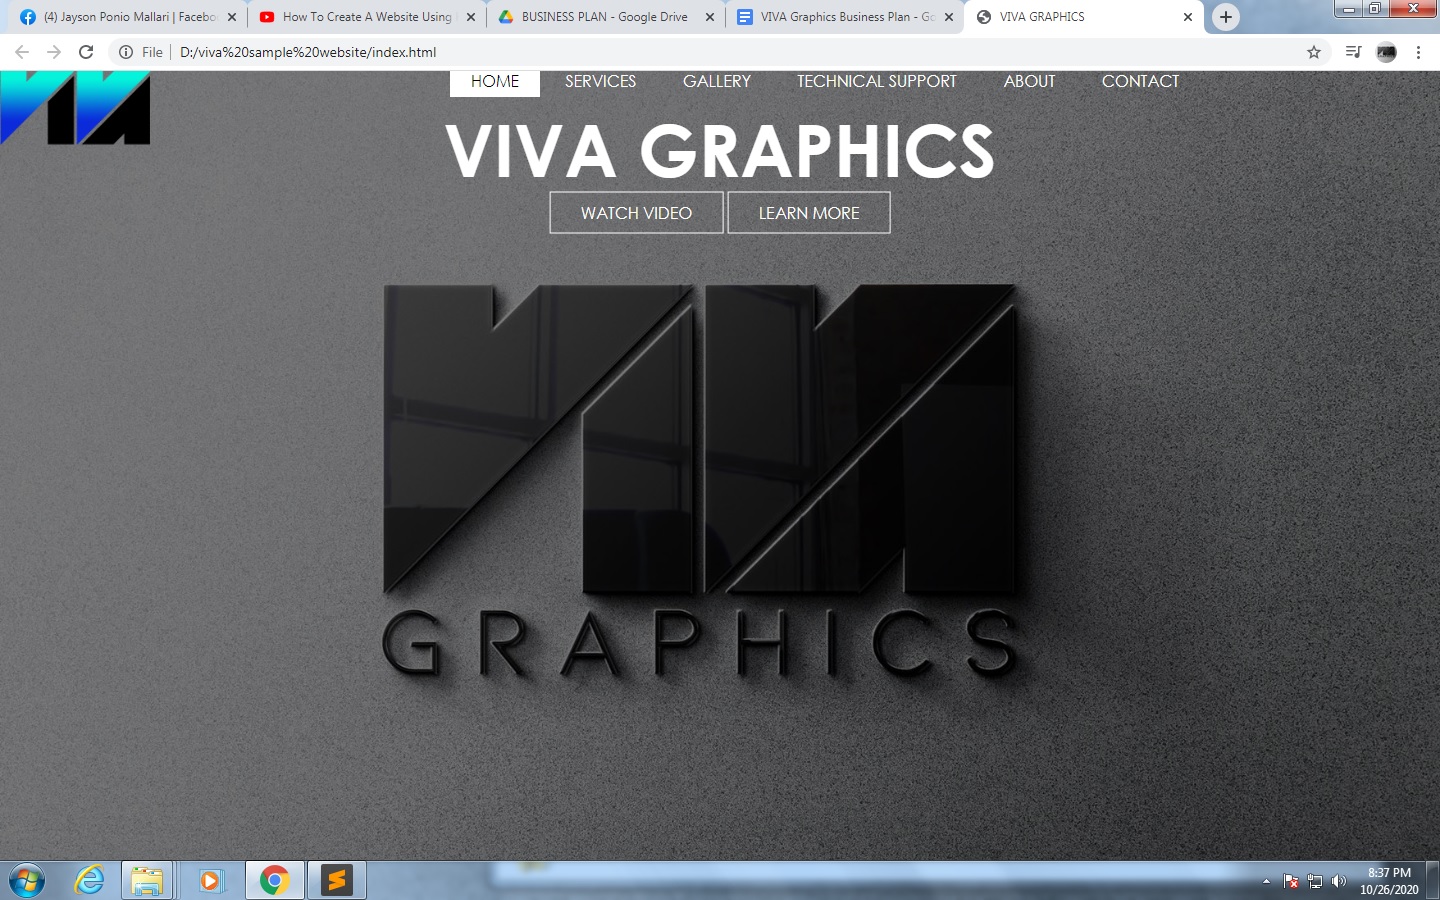 (4) Jayson Ponio Mallari | Facebo
How To Create A Website Using
BUSINESS PLAN - Google Drive
VIVA Graphics Business Plan - Go
VIVA GRAPHICS
File
D:/viva%20sample%20website/index.html
HOME
SERVICES
GALLERY
TECHNICAL SUPPORT
ABOUT
CONTACT
VIVA GRAPHICS
WATCH VIDEO
LEARN MORE
VIVA
GRAPHICS
8:37 PM
10/26/2020